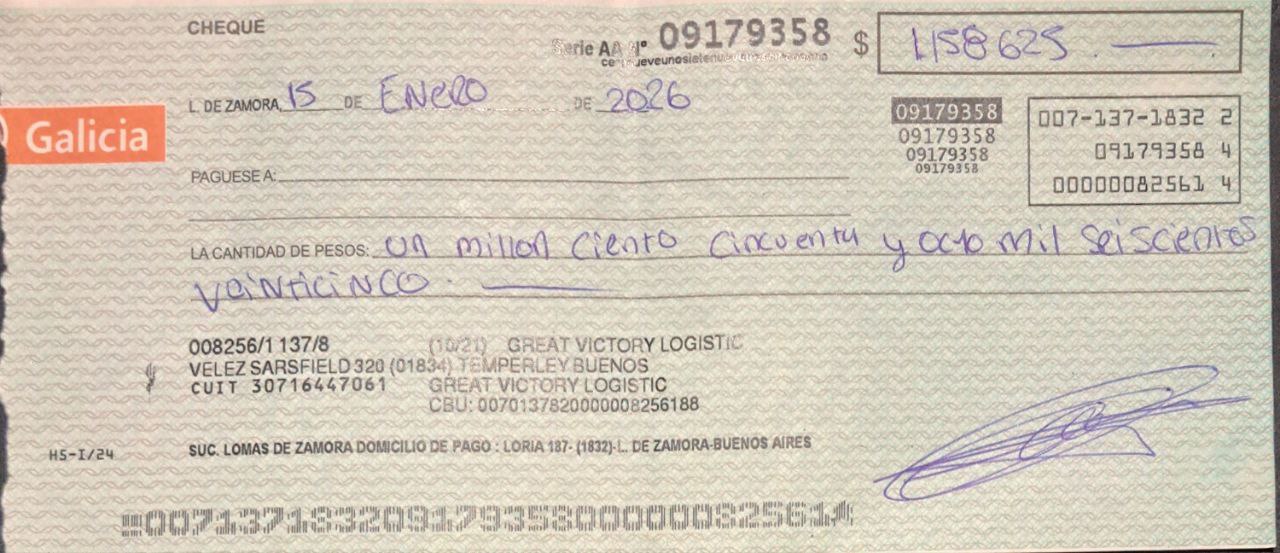 CHEQUE
Serie AA Nº 09179358 $ 1158625.
L. DE ZAMORA, 15 DE ENERO DE 2026
Galicia
09179358
09179358
09179358
09179358
007-137-1832 2
09179358 4
00000082561 4
PAGUESE A:
LA CANTIDAD DE PESOS: un millon ciento cincuenta y ocho mil seiscientos
veinticinco.
008256/1 137/8 (10/21) GREAT VICTORY LOGISTIC
VELEZ SARSFIELD 320 (01834) TEMPERLEY BUENOS
CUIT 30716447061 GREAT VICTORY LOGISTIC
CBU: 0070137820000008256188
HS-I/24
SUC. LOMAS DE ZAMORA DOMICILIO DE PAGO : LORIA 187- (1832)-L. DE ZAMORA-BUENOS AIRES
00713718320917935800000082561